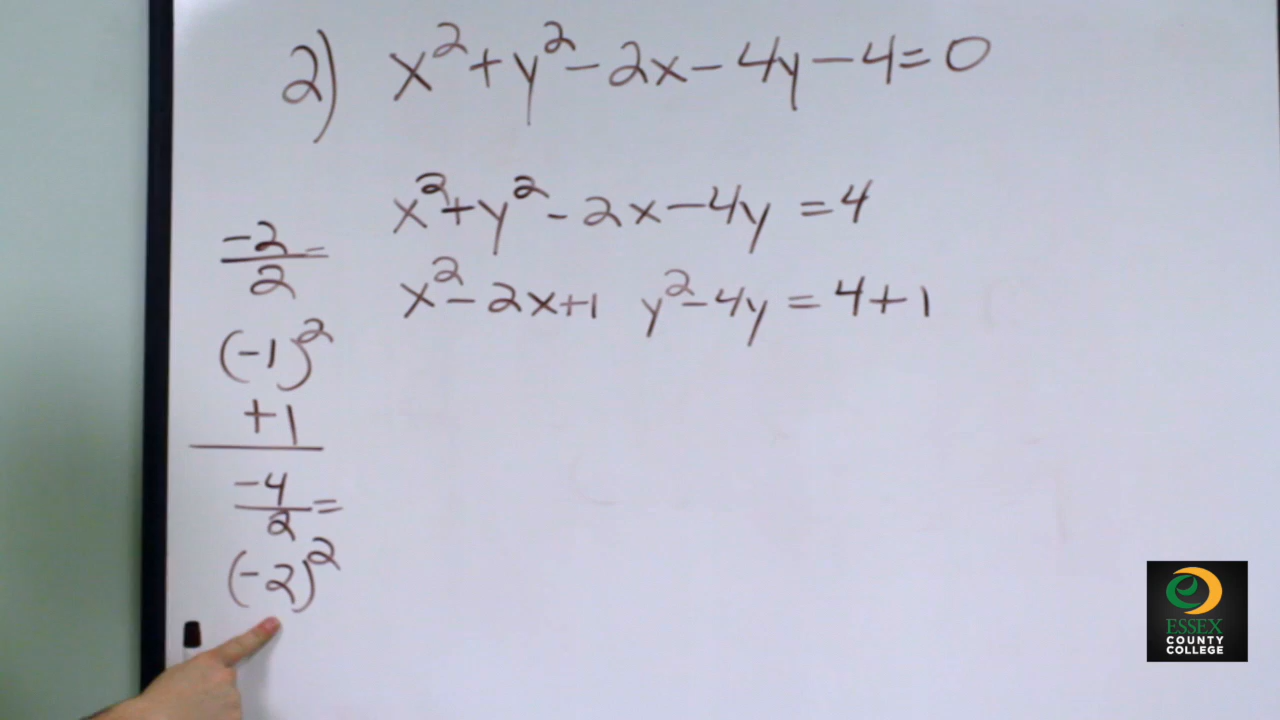 2) x² + y² - 2x - 4y - 4 = 0
x² + y² - 2x - 4y = 4
x² - 2x + 1 y² - 4y = 4 + 1
-2/2 =
(-1)²
+1
-4/2 =
(-2)²
ESSEX
COUNTY
COLLEGE